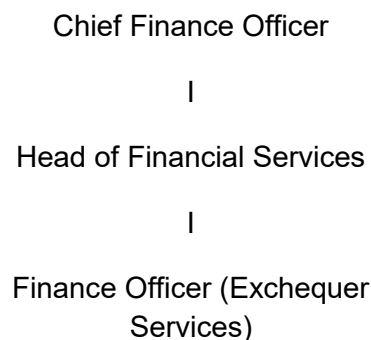 Chief Finance Officer
I
Head of Financial Services
I
Finance Officer (Exchequer
Services)